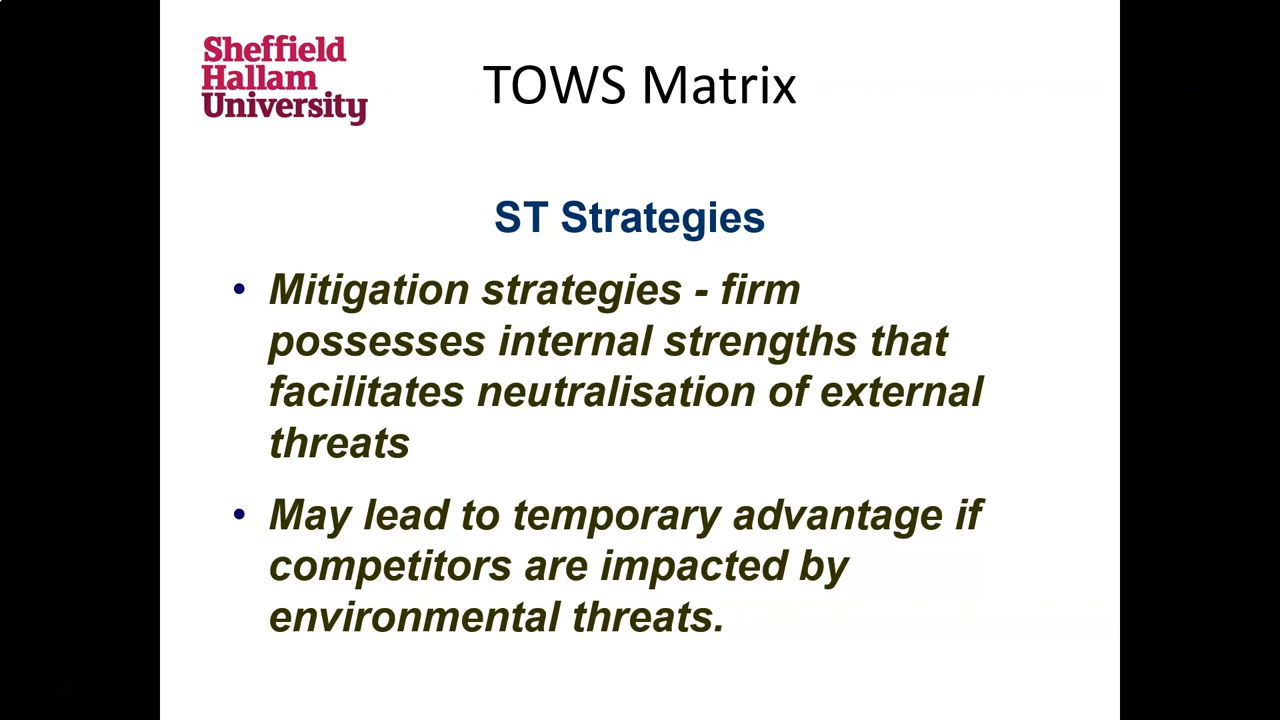 Sheffield
Hallam
University
TOWS Matrix
ST Strategies
• Mitigation strategies - firm
possesses internal strengths that
facilitates neutralisation of external
threats
• May lead to temporary advantage if
competitors are impacted by
environmental threats.